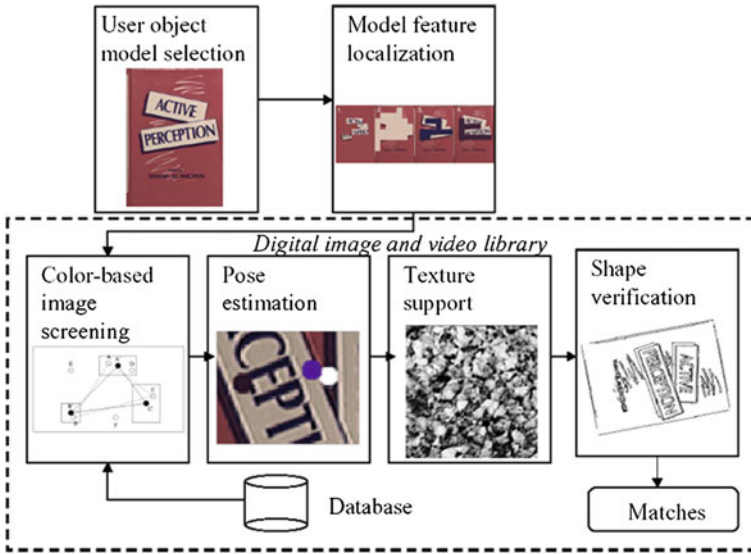 User object
model selection
ACTIVE
PERCEPTION
Model feature
localization
Digital image and video library
Color-based
image
screening
Pose
estimation
CEPTI
Texture
support
Shape
verification
ACTIVE
PERCEPTION
Database
Matches